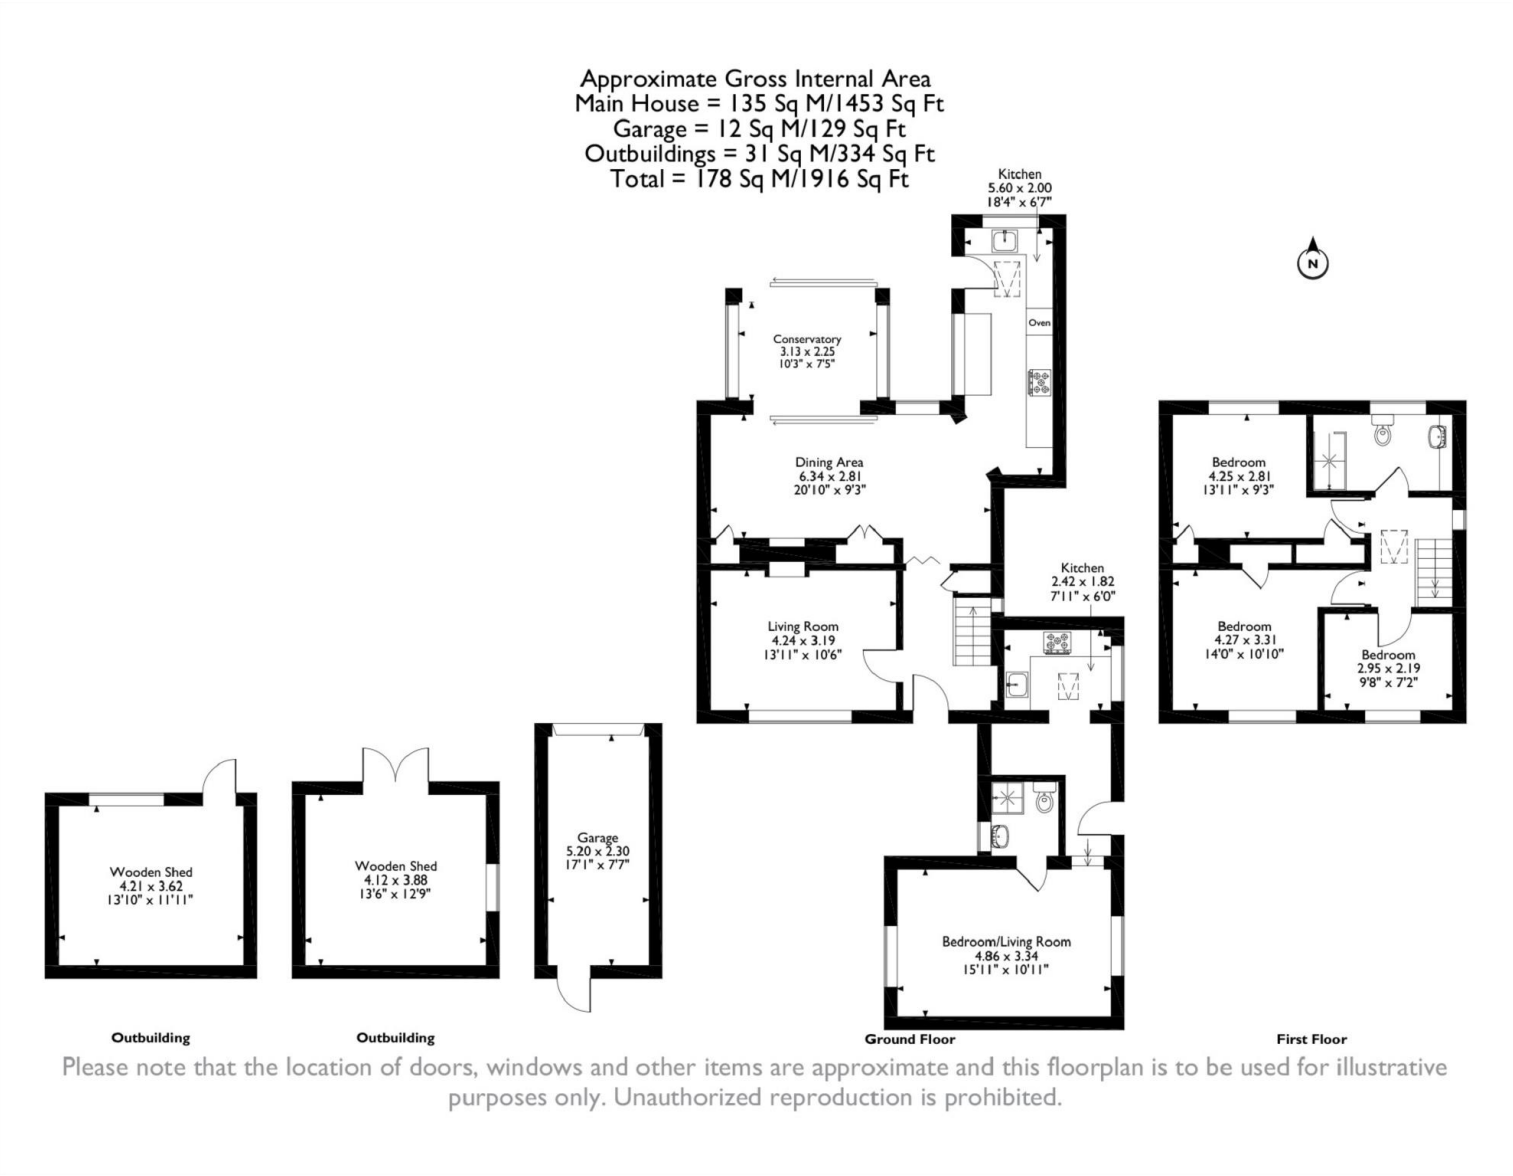 Approximate Gross Internal Area
Main House = 135 Sq M/1453 Sq Ft
Garage = 12 Sq M/129 Sq Ft
Outbuildings = 31 Sq M/334 Sq Ft
Total = 178 Sq M/1916 Sq Ft
Kitchen
5.60 x 2.00
18'4" x 6'7"
N
Oven
Conservatory
3.13 x 2.25
10'3" x 7'5"
Dining Area
6.34 x 2.81
20'10" x 9'3"
Bedroom
4.25 x 2.81
13'11" x 9'3"
Kitchen
2.42 x 1.82
7'11" x 6'0"
Living Room
4.24 x 3.19
13'11" x 10'6"
Bedroom
4.27 x 3.31
14'0" x 10'10"
Bedroom
2.95 x 2.19
9'8" x 7'2"
Wooden Shed
4.21 x 3.62
13'10" x 11'11"
Wooden Shed
4.12 x 3.88
13'6" x 12'9"
Garage
5.20 x 2.30
17'1" x 7'7"
Bedroom/Living Room
4.86 x 3.34
15'11" x 10'11"
Outbuilding
Outbuilding
Ground Floor
First Floor
Please note that the location of doors, windows and other items are approximate and this floorplan is to be used for illustrative
purposes only. Unauthorized reproduction is prohibited.